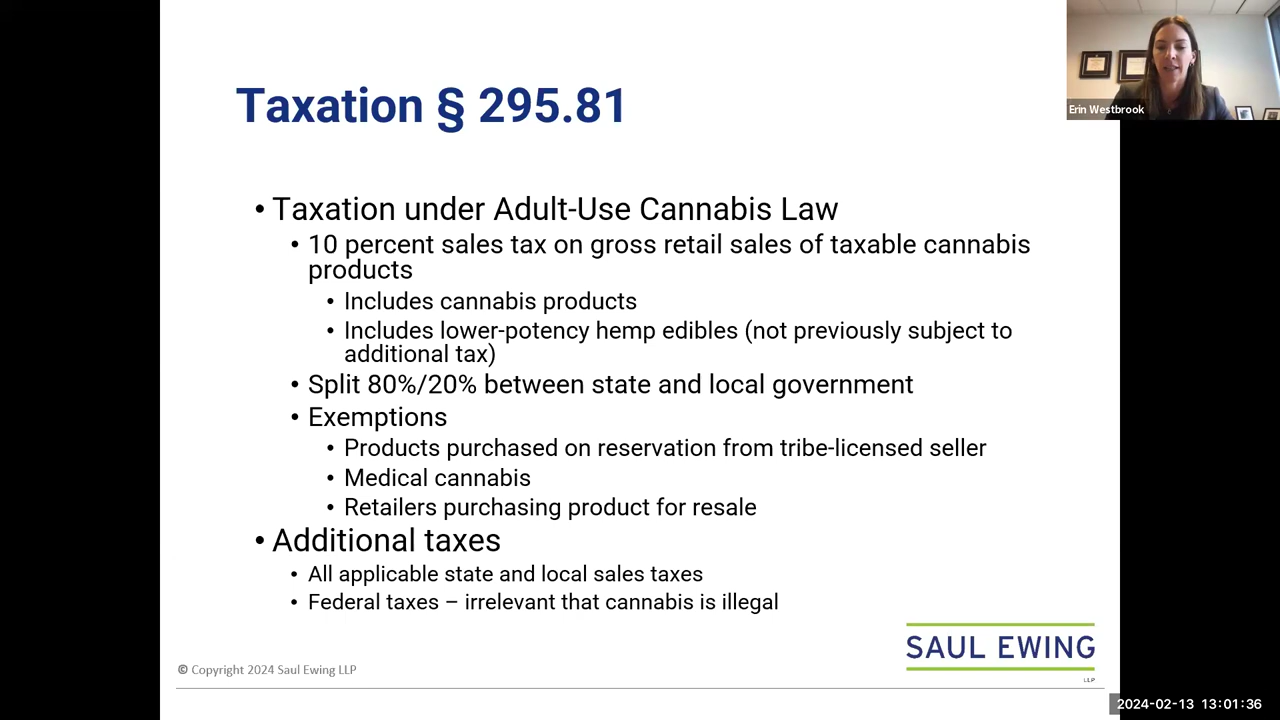 Erin Westbrook
Taxation § 295.81
• Taxation under Adult-Use Cannabis Law
• 10 percent sales tax on gross retail sales of taxable cannabis
products
• Includes cannabis products
• Includes lower-potency hemp edibles (not previously subject to
additional tax)
• Split 80%/20% between state and local government
• Exemptions
• Products purchased on reservation from tribe-licensed seller
• Medical cannabis
• Retailers purchasing product for resale
• Additional taxes
• All applicable state and local sales taxes
• Federal taxes – irrelevant that cannabis is illegal
SAUL EWING
LLP
© Copyright 2024 Saul Ewing LLP
2024-02-13 13:01:36